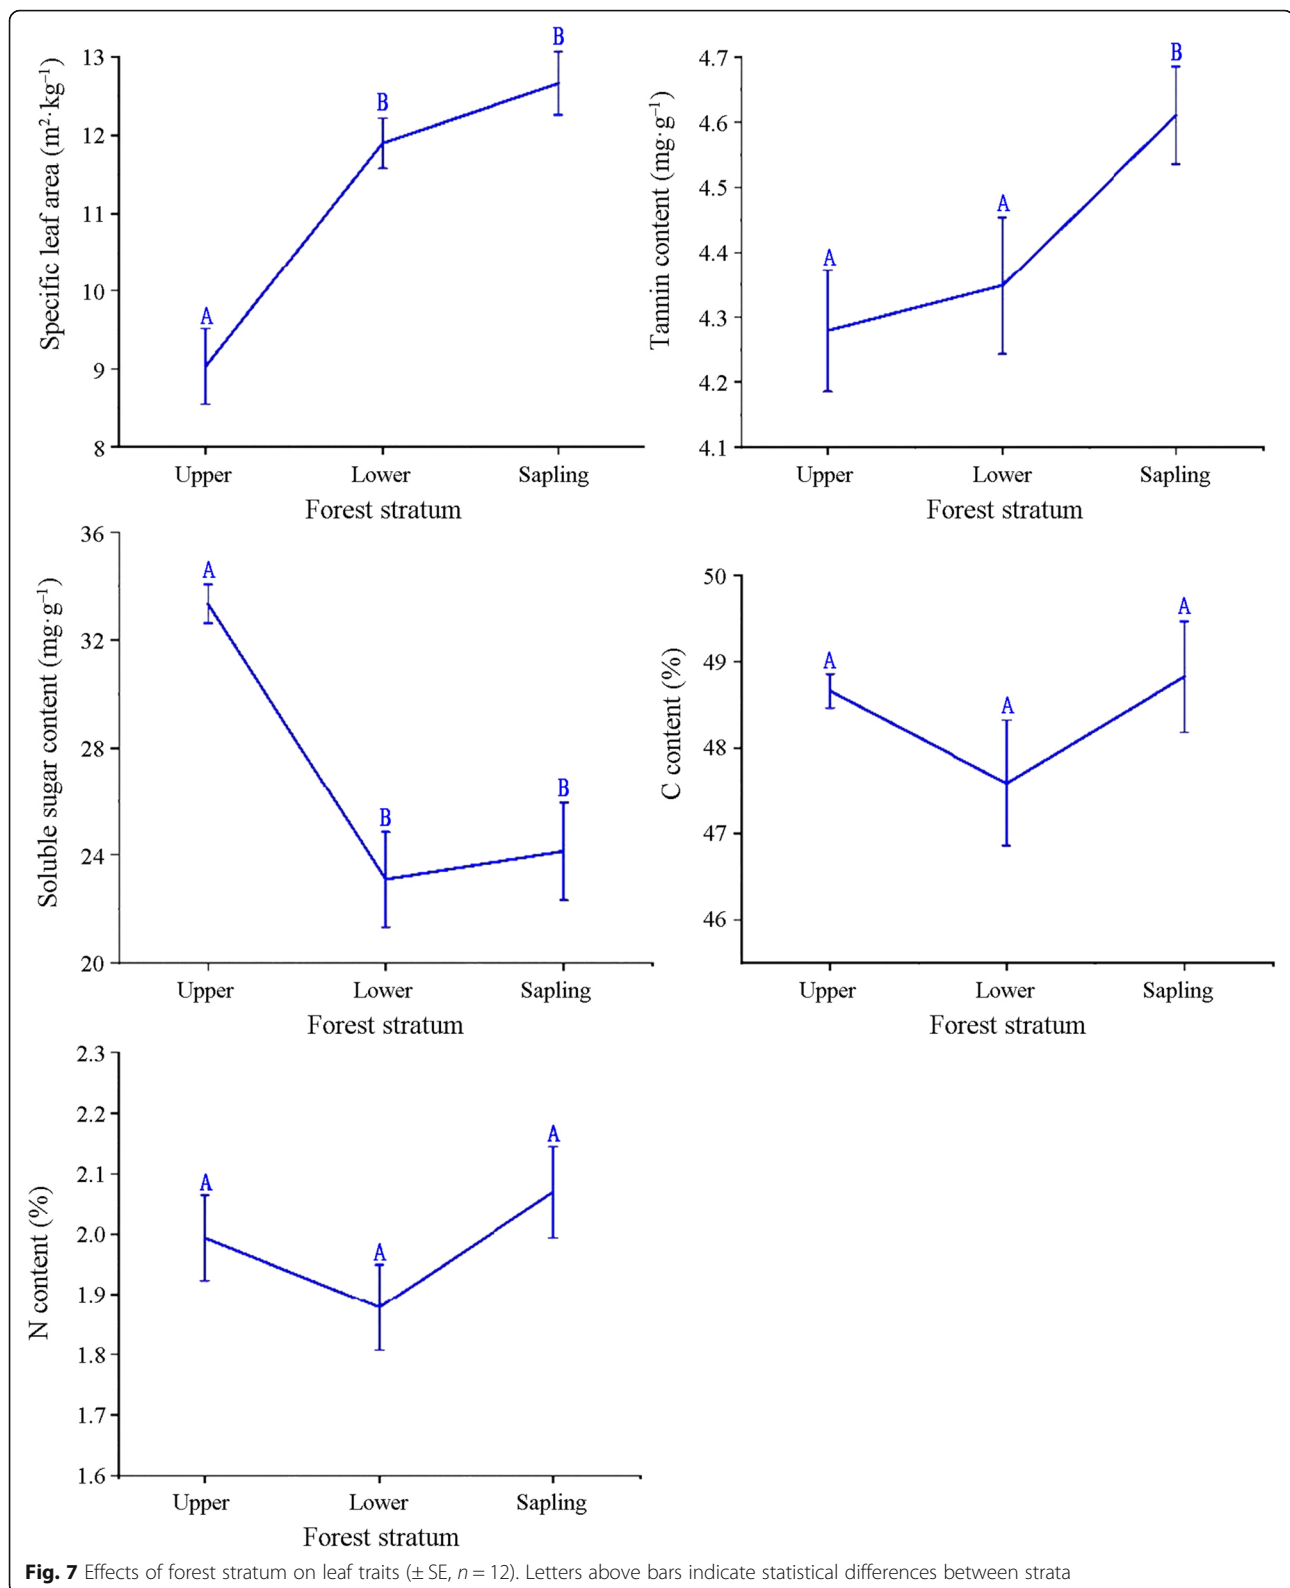 Specific leaf area (m²·kg⁻¹)
13
12
11
10
9
8
A
B
B
Upper Lower Sapling
Forest stratum
Tannin content (mg·g⁻¹)
4.7
4.6
4.5
4.4
4.3
4.2
4.1
A
A
B
Upper Lower Sapling
Forest stratum
Soluble sugar content (mg·g⁻¹)
36
32
28
24
20
A
B
B
Upper Lower Sapling
Forest stratum
C content (%)
50
49
48
47
46
A
A
A
Upper Lower Sapling
Forest stratum
N content (%)
2.3
2.2
2.1
2.0
1.9
1.8
1.7
1.6
A
A
A
Upper Lower Sapling
Forest stratum
Fig. 7 Effects of forest stratum on leaf traits (± SE, n = 12). Letters above bars indicate statistical differences between strata